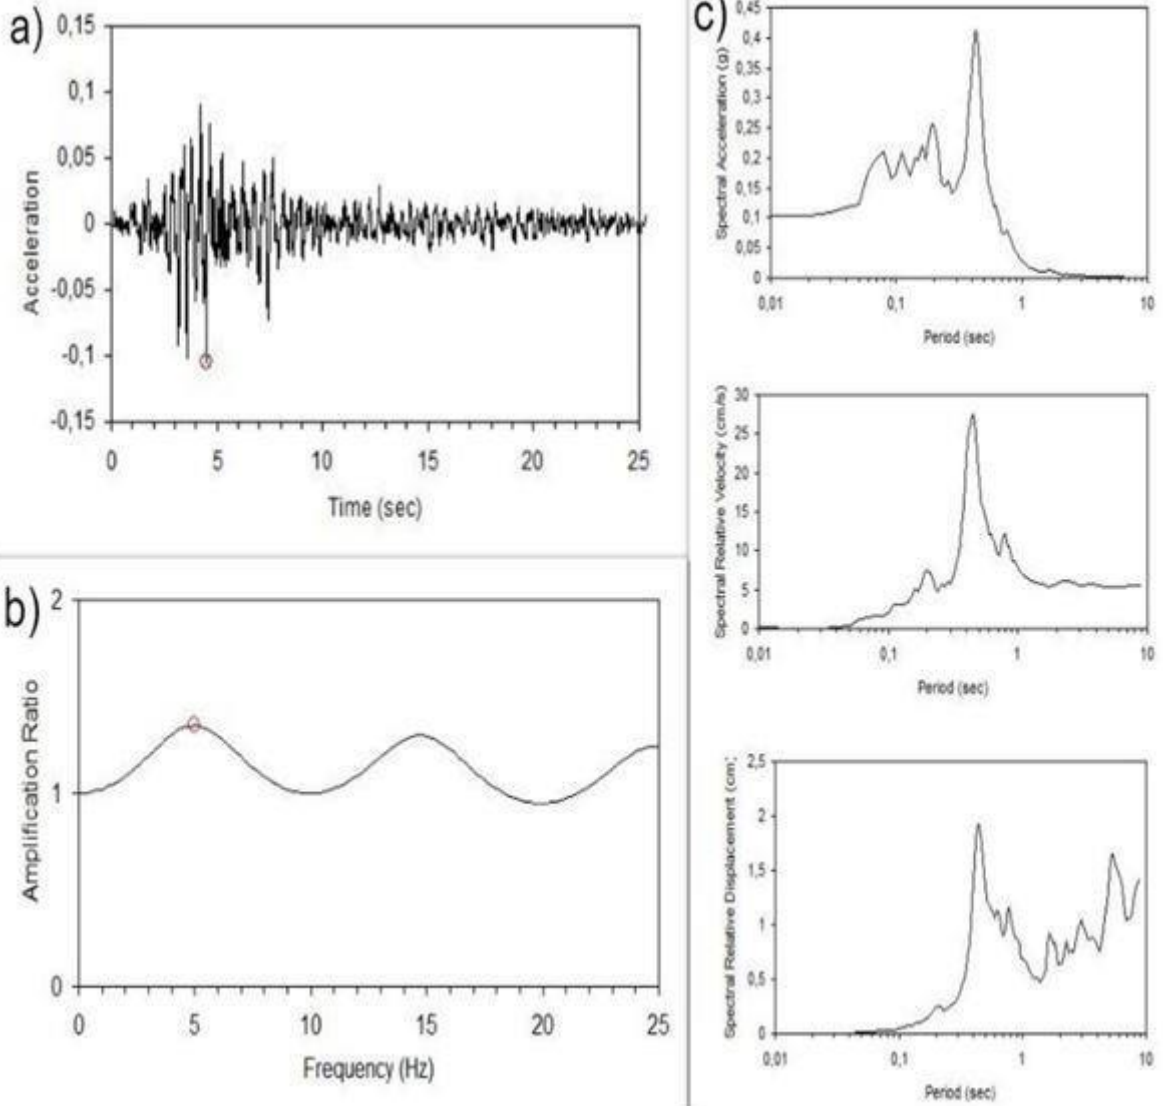 a)
0,15
0,1
0,05
0
-0,05
-0,1
-0,15
Acceleration
0 5 10 15 20 25
Time (sec)
b)
2
1
0
Amplification Ratio
0 5 10 15 20 25
Frequency (Hz)
c)
0,45
0,4
0,35
0,3
0,25
0,2
0,15
0,1
0,05
0
Spectral Acceleration (g)
0,01 0,1 1 10
Period (sec)
30
25
20
15
10
5
0
Spectral Relative Velocity (cm/s)
0,01 0,1 1 10
Period (sec)
2,5
2
1,5
1
0,5
0
Spectral Relative Displacement (cm;
0,01 0,1 1 10
Period (sec)